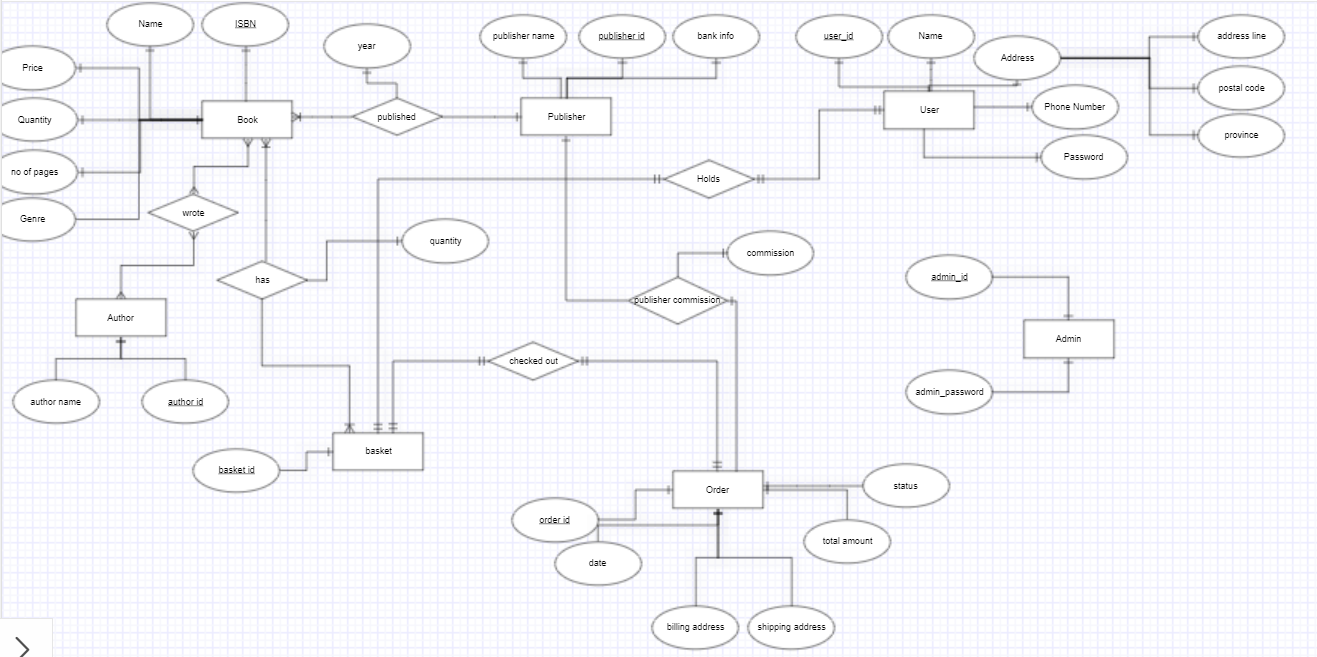 Name
ISBN
year
publisher name
publisher id
bank info
user_id
Name
Address
address line
Price
postal code
Quantity
Book
published
Publisher
User
Phone Number
province
Password
no of pages
Holds
wrote
Genre
quantity
commission
has
admin_id
publisher commission
Author
Admin
checked out
author name
author id
admin_password
basket
basket id
Order
status
order id
total amount
date
billing address
shipping address